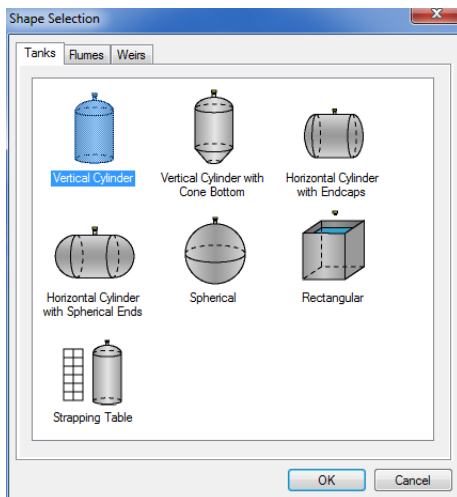 Shape Selection
Tanks
Flumes
Weirs
Vertical Cylinder
Vertical Cylinder with
Cone Bottom
Horizontal Cylinder
with Endcaps
Horizontal Cylinder
with Spherical Ends
Spherical
Rectangular
Strapping Table
OK
Cancel